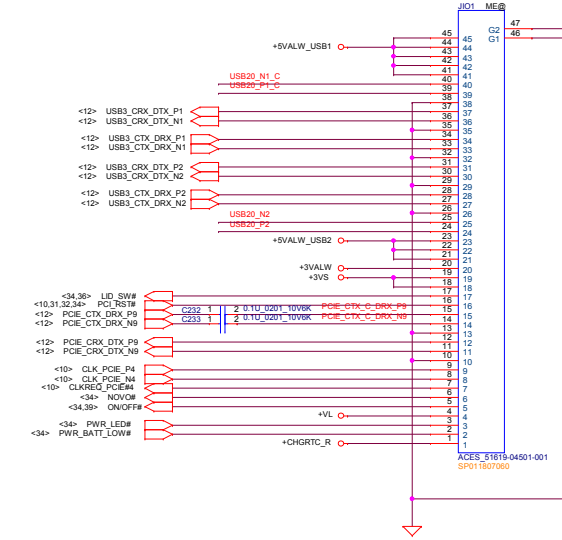 JIO1 ME@
47
G2
46
G1
45 45
+5VALW_USB1 44 44
43 43
42 42
41 41
USB20_N1_C 40 40
USB20_P1_C 39 39
38 38
<12> USB3_CRX_DTX_P1 37 37
<12> USB3_CRX_DTX_N1 36 36
35 35
<12> USB3_CTX_DRX_P1 34 34
<12> USB3_CTX_DRX_N1 33 33
32 32
<12> USB3_CRX_DTX_P2 31 31
<12> USB3_CRX_DTX_N2 30 30
29 29
<12> USB3_CTX_DRX_P2 28 28
<12> USB3_CTX_DRX_N2 27 27
26 26
USB20_N2 25 25
USB20_P2 24 24
+5VALW_USB2 23 23
22 22
21 21
+3VALW 20 20
+3VS 19 19
18 18
<34,36> LID_SW# 17 17
<10,31,32,34> PCI_RST# 16 16
<12> PCIE_CTX_DRX_P9 C232 1 2 0.1U_0201_10V6K PCIE_CTX_C_DRX_P9 15 15
<12> PCIE_CTX_DRX_N9 C233 1 2 0.1U_0201_10V6K PCIE_CTX_C_DRX_N9 14 14
13 13
<12> PCIE_CRX_DTX_P9 12 12
<12> PCIE_CRX_DTX_N9 11 11
10 10
<10> CLK_PCIE_P4 9 9
<10> CLK_PCIE_N4 8 8
<10> CLKREQ_PCIE#4 7 7
<34> NOVO# 6 6
<34,39> ON/OFF# 5 5
+VL 4 4
<34> PWR_LED# 3 3
<34> PWR_BATT_LOW# 2 2
+CHGRTC_R 1 1
ACES_51619-04501-001
SP011807060